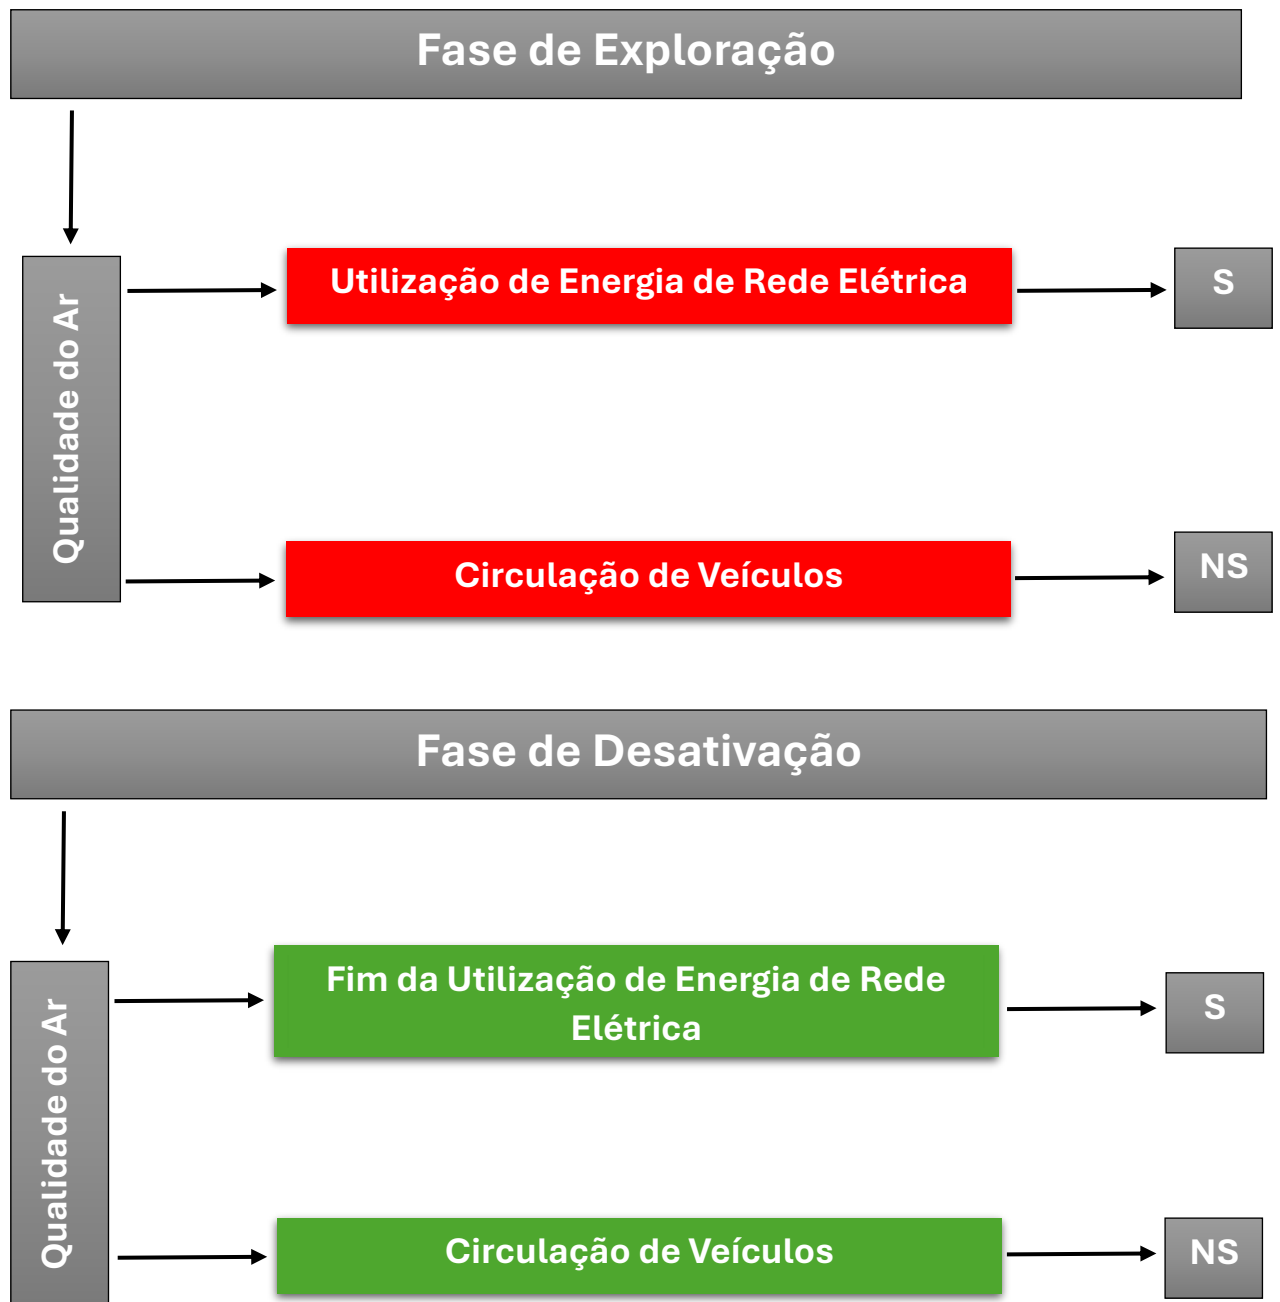 Fase de Exploração
Qualidade do Ar
Utilização de Energia de Rede Elétrica
S
Circulação de Veículos
NS
Fase de Desativação
Qualidade do Ar
Fim da Utilização de Energia de Rede
Elétrica
S
Circulação de Veículos
NS